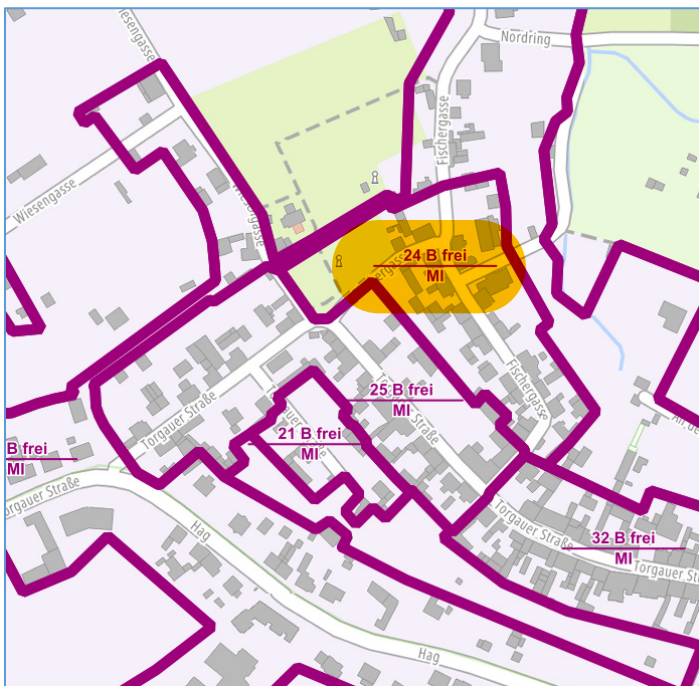 Wiesengasse
Nordring
Fischergasse
Wiesengasse
24 B frei
MI
Fischergasse
25 B frei
MI
Torgauer Straße
21 B frei
MI
B frei
MI
Torgauer Straße
Hag
32 B frei
MI
Torgauer Straße
Hag